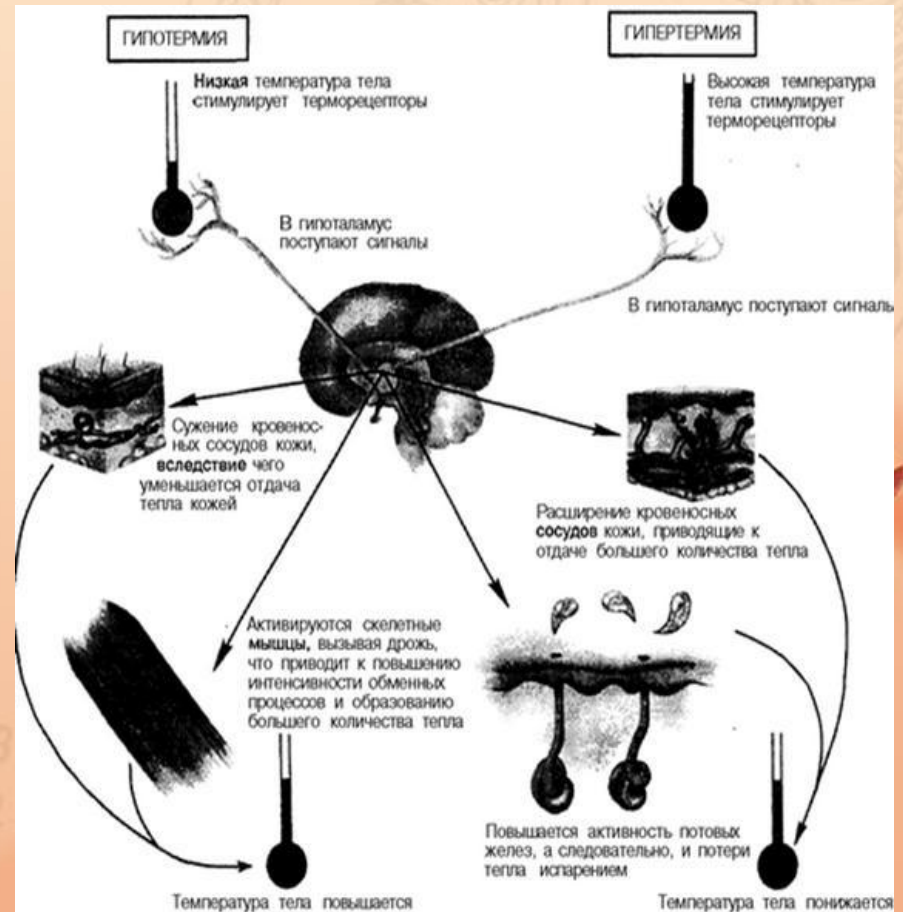 ГИПОТЕРМИЯ
Низкая температура тела
стимулирует терморецепторы
ГИПЕРТЕРМИЯ
Высокая температура
тела стимулирует
терморецепторы
В гипоталамус
поступают сигналы
В гипоталамус поступают сигналы
Сужение кровенос-
ных сосудов кожи,
вследствие чего
уменьшается отдача
тепла кожей
Расширение кровеносных
сосудов кожи, приводящие к
отдаче большего количества тепла
Активируются скелетные
мышцы, вызывая дрожь,
что приводит к повышению
интенсивности обменных
процессов и образованию
большего количества тепла
Повышается активность потовых
желез, а следовательно, и потери
тепла испарением
Температура тела повышается
Температура тела понижается